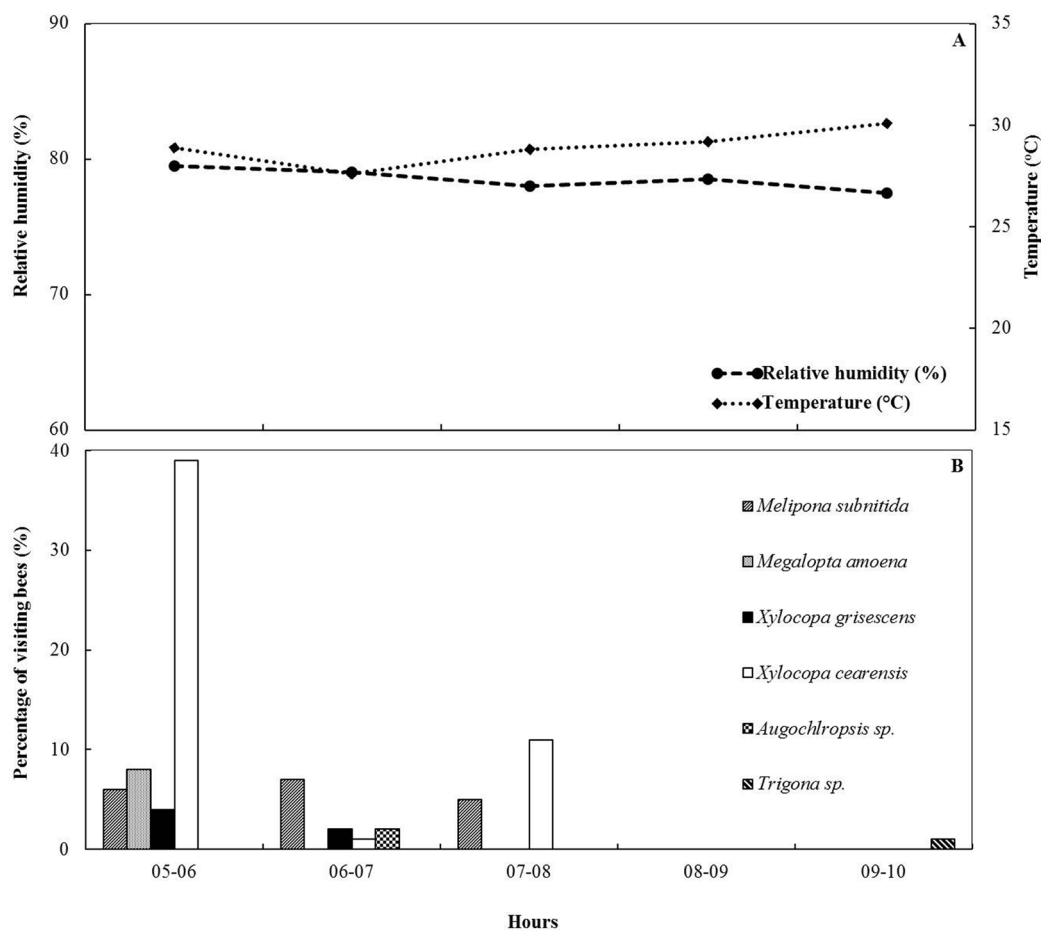 A
90
80
70
60
Relative humidity (%)
35
30
25
20
15
Temperature (°C)
Relative humidity (%)
Temperature (°C)
B
40
30
20
10
0
Percentage of visiting bees (%)
Melipona subnitida
Megalopta amoena
Xylocopa grisescens
Xylocopa cearensis
Augochlropsis sp.
Trigona sp.
05-06 06-07 07-08 08-09 09-10
Hours